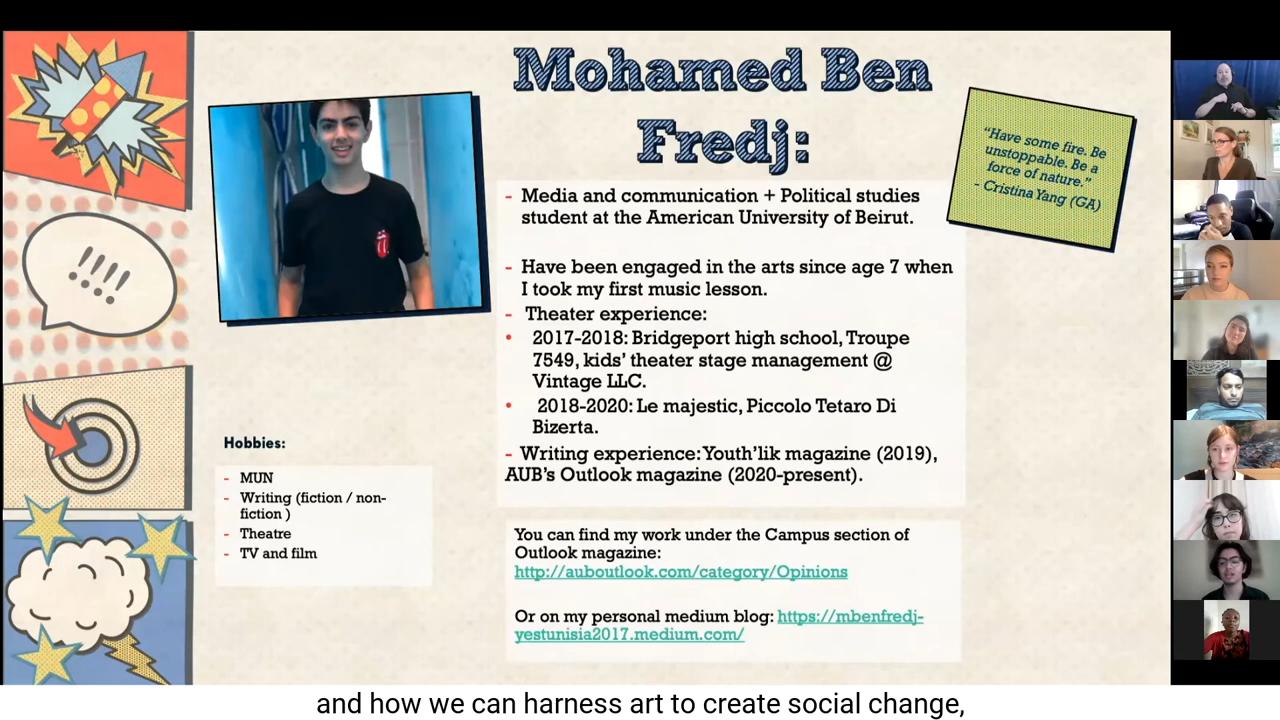 Mohamed Ben
Fredj:
“Have some fire. Be
unstoppable. Be a
force of nature.”
- Cristina Yang (GA)
- Media and communication + Political studies
student at the American University of Beirut.
- Have been engaged in the arts since age 7 when
I took my first music lesson.
- Theater experience:
• 2017-2018: Bridgeport high school, Troupe
7549, kids’ theater stage management @
Vintage LLC.
• 2018-2020: Le majestic, Piccolo Tetaro Di
Bizerta.
- Writing experience: Youth’lik magazine (2019),
AUB’s Outlook magazine (2020-present).
Hobbies:
- MUN
- Writing (fiction / non-
fiction )
- Theatre
- TV and film
You can find my work under the Campus section of
Outlook magazine:
http://auboutlook.com/category/Opinions
Or on my personal medium blog: https://mbenfredj-
yestunisia2017.medium.com/
!!!!
and how we can harness art to create social change,